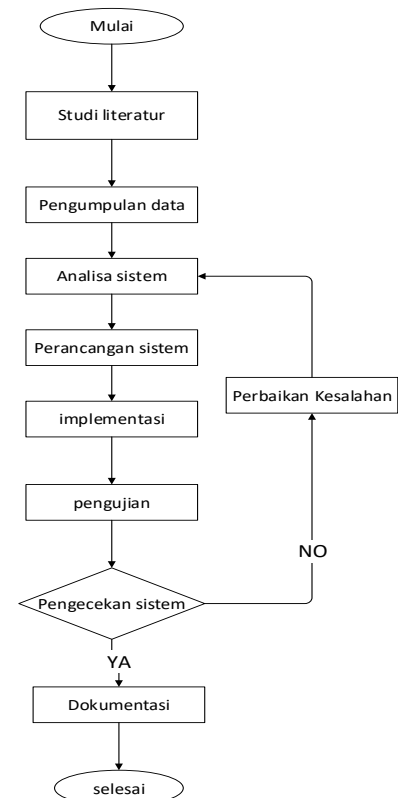 Mulai
Studi literatur
Pengumpulan data
Analisa sistem
Perancangan sistem
Perbaikan Kesalahan
implementasi
pengujian
NO
Pengecekan sistem
YA
Dokumentasi
selesai